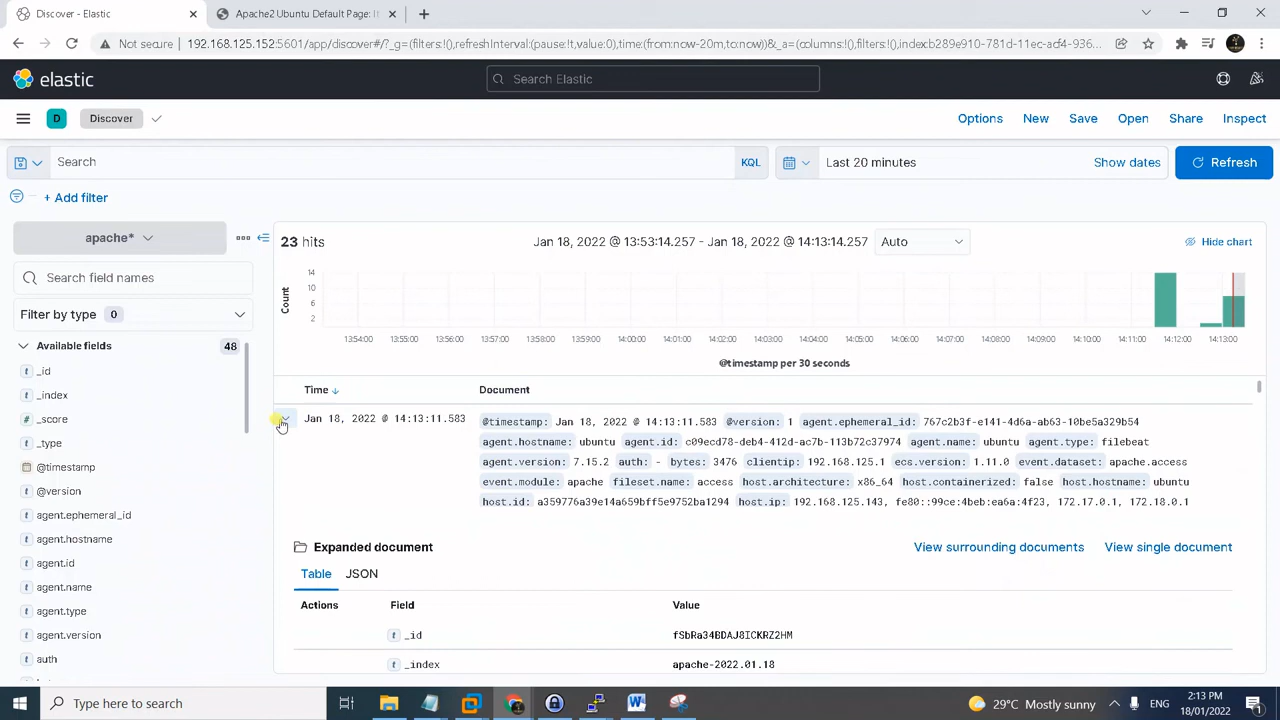 Discover - Elastic
Apache2 Ubuntu Default Page: I
Not secure 192.168.125.152:5601/app/discover#/?_g=(filters:!(),refreshInterval:(pause:!t,value:0),time:(from:now-20m,to:now))&_a=(columns:!(),filters:!(),index:b289e910-781d-11ec-acf4-936...
elastic
Search Elastic
D Discover Options New Save Open Share Inspect
Search KQL Last 20 minutes Show dates Refresh
+ Add filter
apache*
23 hits Jan 18, 2022 @ 13:53:14.257 - Jan 18, 2022 @ 14:13:14.257 Auto Hide chart
Search field names
Filter by type 0
Available fields 48
t _id
t _index
# _score
t _type
@timestamp
t @version
t agent.ephemeral_id
t agent.hostname
t agent.id
t agent.name
t agent.type
t agent.version
t auth
Count
14
10
6
2
13:54:00 13:55:00 13:56:00 13:57:00 13:58:00 13:59:00 14:00:00 14:01:00 14:02:00 14:03:00 14:04:00 14:05:00 14:06:00 14:07:00 14:08:00 14:09:00 14:10:00 14:11:00 14:12:00 14:13:00
@timestamp per 30 seconds
Time Document
Jan 18, 2022 @ 14:13:11.583
@timestamp: Jan 18, 2022 @ 14:13:11.583 @version: 1 agent.ephemeral_id: 767c2b3f-e141-4d6a-ab63-10be5a329b54
agent.hostname: ubuntu agent.id: c09ecd73-deb4-412d-ac7b-113b72c37974 agent.name: ubuntu agent.type: filebeat
agent.version: 7.15.2 auth: - bytes: 3476 clientip: 192.168.125.1 ecs.version: 1.11.0 event.dataset: apache.access
event.module: apache fileset.name: access host.architecture: x86_64 host.containerized: false host.hostname: ubuntu
host.id: a359776a39e14a659bff5e9752ba1294 host.ip: 192.168.125.143, fe80::99ce:4beb:ea6a:4f23, 172.17.0.1, 172.18.0.1
Expanded document View surrounding documents View single document
Table JSON
Actions Field Value
t _id fSbRa34BDAJ8ICKRZ2HM
t _index apache-2022.01.18
Type here to search
29°C Mostly sunny ENG 2:13 PM 18/01/2022 1